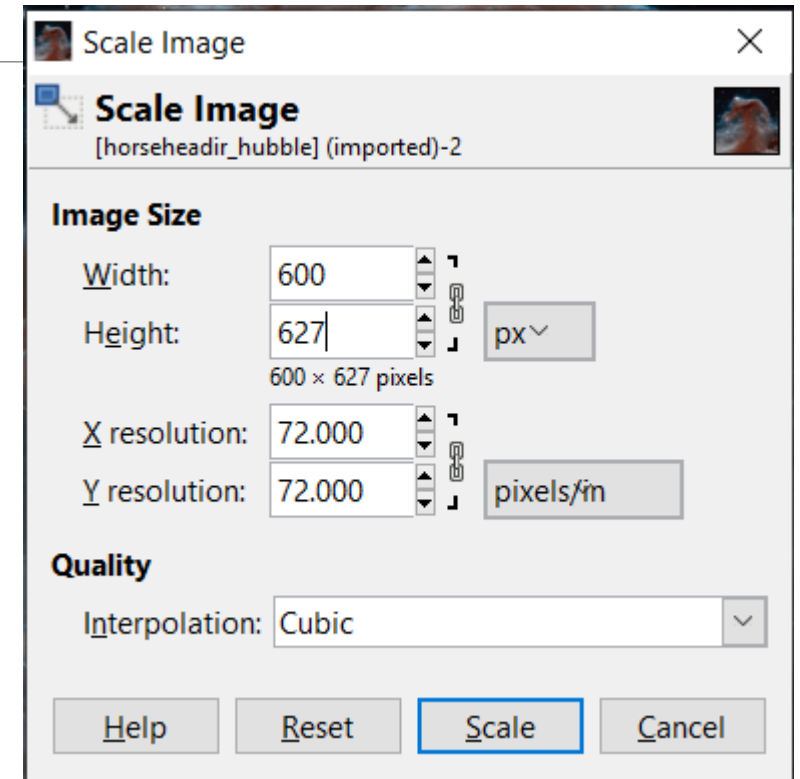 Scale Image
Scale Image
[horseheadir_hubble] (imported)-2
Image Size
Width: 600
Height: 627 px
600 × 627 pixels
X resolution: 72.000
Y resolution: 72.000 pixels/in
Quality
Interpolation: Cubic
Help Reset Scale Cancel